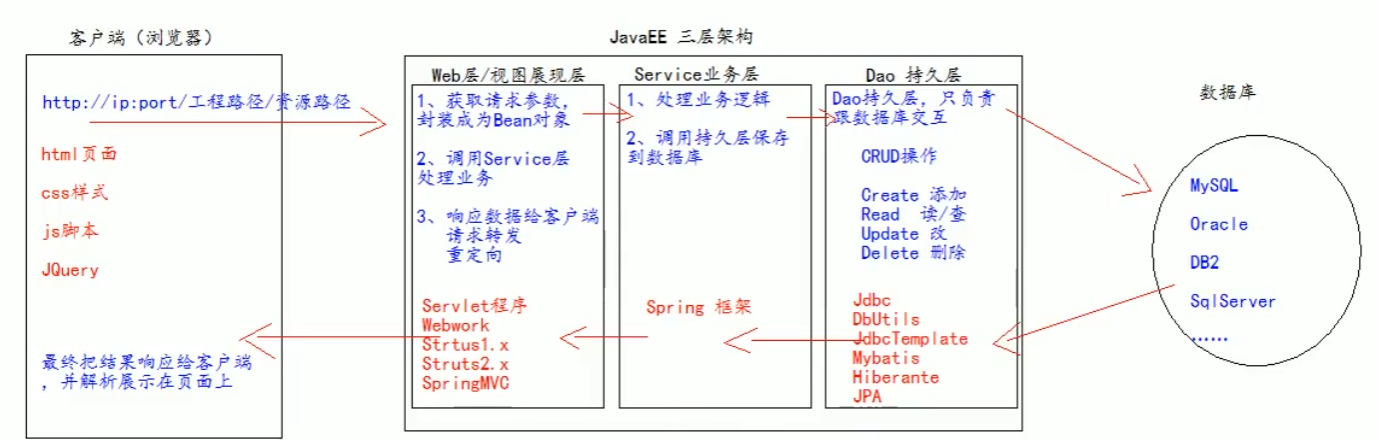 客户端（浏览器）
http://ip:port/工程路径/资源路径
html页面
css样式
js脚本
JQuery
最终把结果响应给客户端
，并解析展示在页面上
JavaEE 三层架构
Web层/视图展现层
1、获取请求参数，
封装成为Bean对象
2、调用Service层
处理业务
3、响应数据给客户端
请求转发
重定向
Servlet程序
Webwork
Strtus1.x
Struts2.x
SpringMVC
Service业务层
1、处理业务逻辑
2、调用持久层保存
到数据库
Spring 框架
Dao 持久层
Dao持久层，只负责
跟数据库交互
CRUD操作
Create 添加
Read 读/查
Update 改
Delete 删除
Jdbc
DbUtils
JdbcTemplate
Mybatis
Hiberante
JPA
数据库
MySQL
Oracle
DB2
SqlServer
……